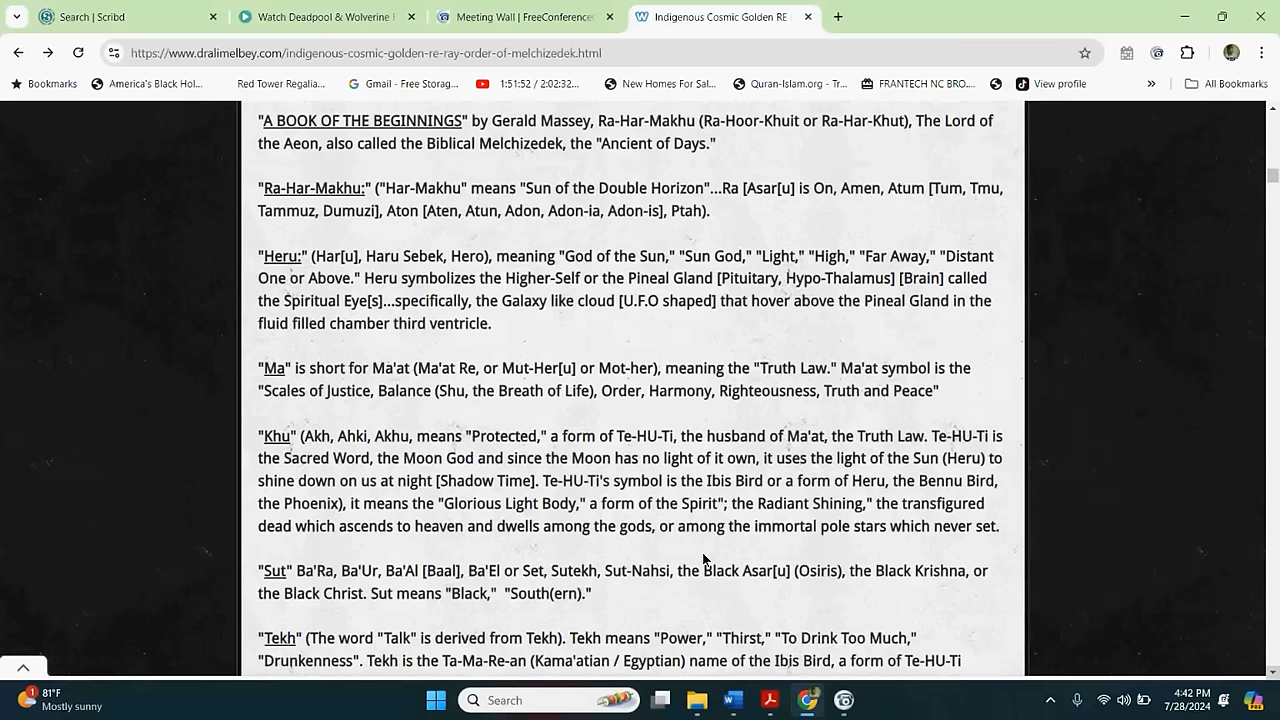 Search | Scribd
Watch Deadpool & Wolverine F
Meeting Wall | FreeConference
Indigenous Cosmic Golden RE
https://www.dralimelbey.com/indigenous-cosmic-golden-re-ray-order-of-melchizedek.html
Bookmarks
America's Black Hol...
Red Tower Regalia...
Gmail - Free Storag...
1:51:52 / 2:02:32...
New Homes For Sal...
Quran-Islam.org - Tr...
FRANTECH NC BRO...
View profile
All Bookmarks
"A BOOK OF THE BEGINNINGS" by Gerald Massey, Ra-Har-Makhu (Ra-Hoor-Khuit or Ra-Har-Khut), The Lord of
the Aeon, also called the Biblical Melchizedek, the "Ancient of Days."
"Ra-Har-Makhu:" ("Har-Makhu" means "Sun of the Double Horizon"...Ra [Asar[u] is On, Amen, Atum [Tum, Tmu,
Tammuz, Dumuzi], Aton [Aten, Atun, Adon, Adon-ia, Adon-is], Ptah).
"Heru:" (Har[u], Haru Sebek, Hero), meaning "God of the Sun," "Sun God," "Light," "High," "Far Away," "Distant
One or Above." Heru symbolizes the Higher-Self or the Pineal Gland [Pituitary, Hypo-Thalamus] [Brain] called
the Spiritual Eye[s]...specifically, the Galaxy like cloud [U.F.O shaped] that hover above the Pineal Gland in the
fluid filled chamber third ventricle.
"Ma" is short for Ma'at (Ma'at Re, or Mut-Her[u] or Mot-her), meaning the "Truth Law." Ma'at symbol is the
"Scales of Justice, Balance (Shu, the Breath of Life), Order, Harmony, Righteousness, Truth and Peace"
"Khu" (Akh, Ahki, Akhu, means "Protected," a form of Te-HU-Ti, the husband of Ma'at, the Truth Law. Te-HU-Ti is
the Sacred Word, the Moon God and since the Moon has no light of it own, it uses the light of the Sun (Heru) to
shine down on us at night [Shadow Time]. Te-HU-Ti's symbol is the Ibis Bird or a form of Heru, the Bennu Bird,
the Phoenix), it means the "Glorious Light Body," a form of the Spirit"; the Radiant Shining," the transfigured
dead which ascends to heaven and dwells among the gods, or among the immortal pole stars which never set.
"Sut" Ba'Ra, Ba'Ur, Ba'Al [Baal], Ba'El or Set, Sutekh, Sut-Nahsi, the Black Asar[u] (Osiris), the Black Krishna, or
the Black Christ. Sut means "Black," "South(ern)."
"Tekh" (The word "Talk" is derived from Tekh). Tekh means "Power," "Thirst," "To Drink Too Much,"
"Drunkenness". Tekh is the Ta-Ma-Re-an (Kama'atian / Egyptian) name of the Ibis Bird, a form of Te-HU-Ti
1
81°F
Mostly sunny
Search
4:42 PM
7/28/2024